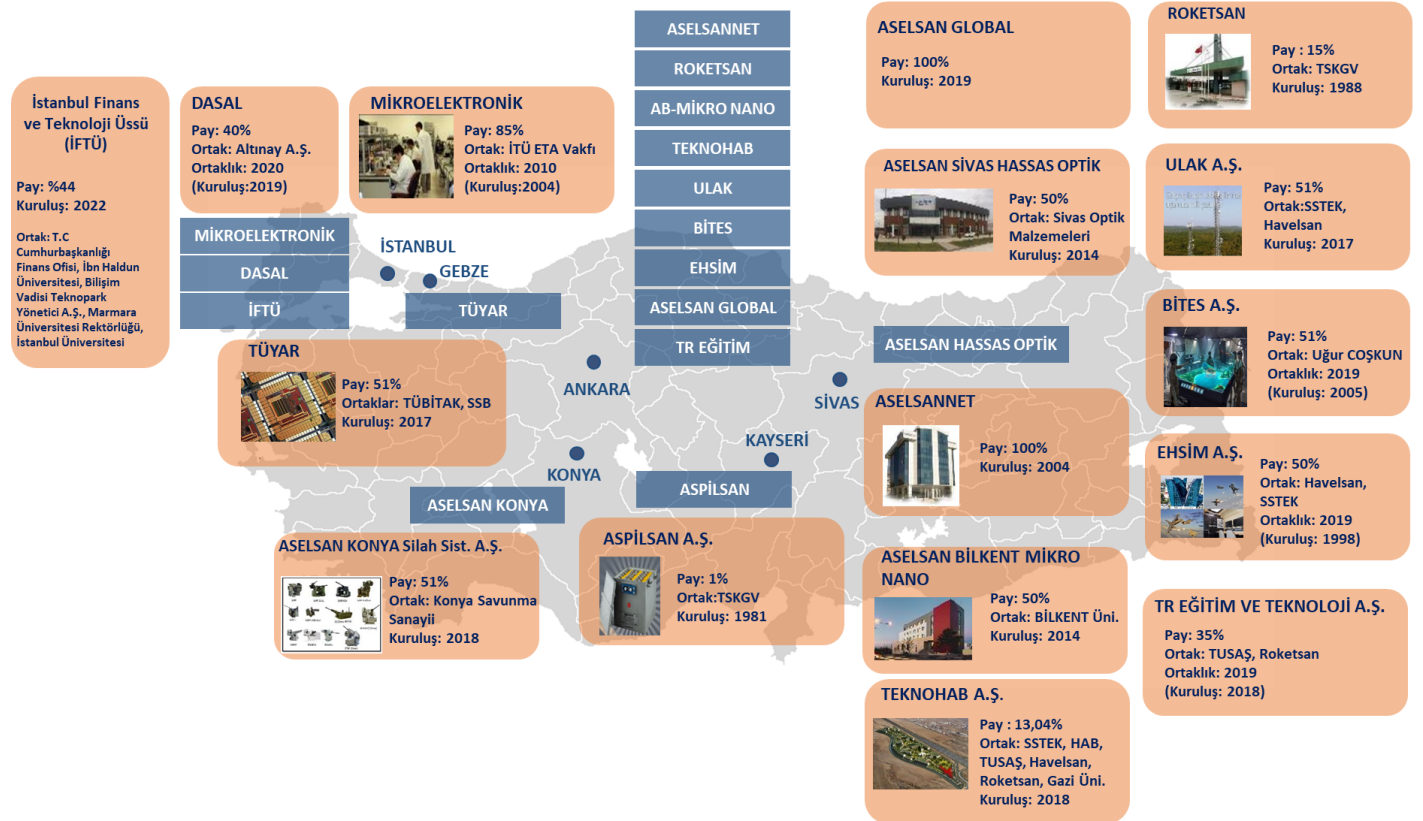 İstanbul Finans
ve Teknoloji Üssü
(İFTÜ)
Pay: %44
Kuruluş: 2022
Ortak: T.C
Cumhurbaşkanlığı
Finans Ofisi, İbn Haldun
Üniversitesi, Bilişim
Vadisi Teknopark
Yönetici A.Ş., Marmara
Üniversitesi Rektörlüğü,
İstanbul Üniversitesi
DASAL
Pay: 40%
Ortak: Altınay A.Ş.
Ortaklık: 2020
(Kuruluş:2019)
MİKROELEKTRONİK
Pay: 85%
Ortak: İTÜ ETA Vakfı
Ortaklık: 2010
(Kuruluş:2004)
MİKROELEKTRONİK
DASAL
İFTÜ
İSTANBUL
GEBZE
TÜYAR
TÜYAR
Pay: 51%
Ortaklar: TÜBİTAK, SSB
Kuruluş: 2017
ASELSANNET
ROKETSAN
AB-MİKRO NANO
TEKNOHAB
ULAK
BİTES
EHSİM
ASELSAN GLOBAL
TR EĞİTİM
ANKARA
KONYA
KAYSERİ
SİVAS
ASELSAN KONYA
ASPİLSAN
ASELSAN HASSAS OPTİK
ASELSAN KONYA Silah Sist. A.Ş.
Pay: 51%
Ortak: Konya Savunma
Sanayii
Kuruluş: 2018
ASPİLSAN A.Ş.
Pay: 1%
Ortak:TSKGV
Kuruluş: 1981
ASELSAN GLOBAL
Pay: 100%
Kuruluş: 2019
ASELSAN SİVAS HASSAS OPTİK
Pay: 50%
Ortak: Sivas Optik
Malzemeleri
Kuruluş: 2014
ASELSANNET
Pay: 100%
Kuruluş: 2004
ASELSAN BİLKENT MİKRO
NANO
Pay: 50%
Ortak: BİLKENT Üni.
Kuruluş: 2014
TEKNOHAB A.Ş.
Pay : 13,04%
Ortak: SSTEK, HAB,
TUSAŞ, Havelsan,
Roketsan, Gazi Üni.
Kuruluş: 2018
ROKETSAN
Pay : 15%
Ortak: TSKGV
Kuruluş: 1988
ULAK A.Ş.
Pay: 51%
Ortak:SSTEK,
Havelsan
Kuruluş: 2017
BİTES A.Ş.
Pay: 51%
Ortak: Uğur COŞKUN
Ortaklık: 2019
(Kuruluş: 2005)
EHSİM A.Ş.
Pay: 50%
Ortak: Havelsan,
SSTEK
Ortaklık: 2019
(Kuruluş: 1998)
TR EĞİTİM VE TEKNOLOJİ A.Ş.
Pay: 35%
Ortak: TUSAŞ, Roketsan
Ortaklık: 2019
(Kuruluş: 2018)